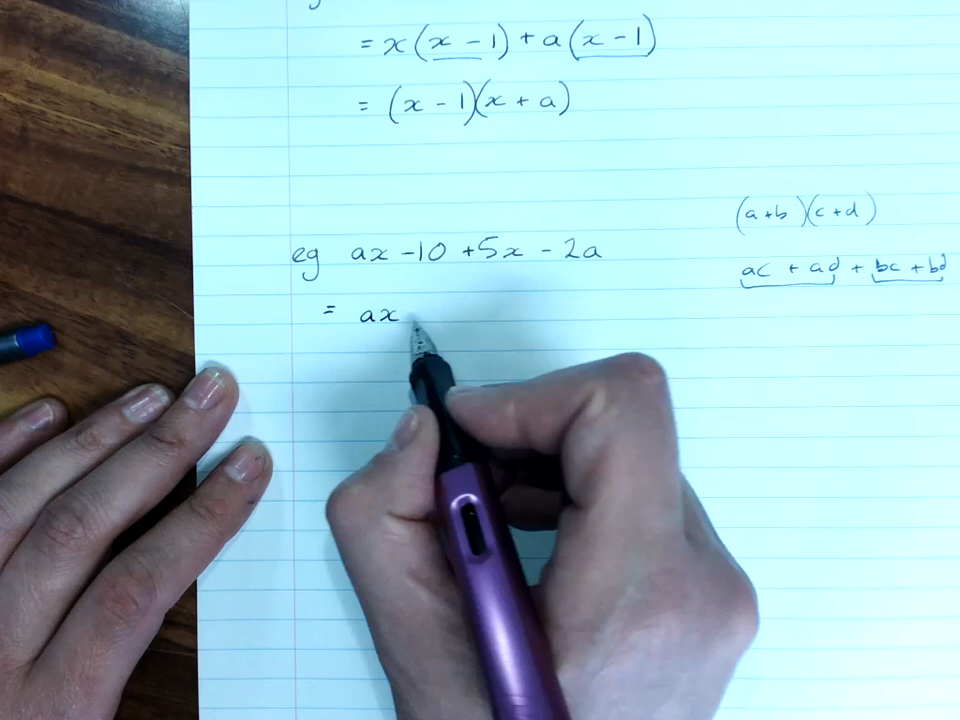 = x(x - 1) + a(x - 1)
= (x - 1)(x + a)
eg ax - 10 + 5x - 2a
= ax
(a+b)(c+d)
ac + ad + bc + bd